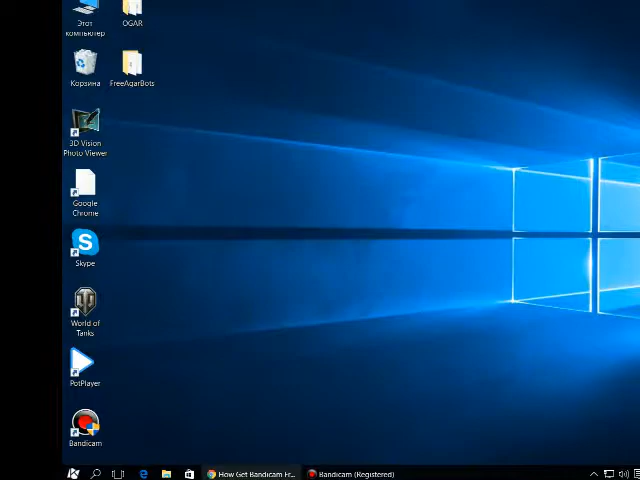 Этот
компьютер
OGAR
Корзина
FreeAgarBots
3D Vision
Photo Viewer
Google
Chrome
Skype
World of
Tanks
PotPlayer
Bandicam
How Get Bandicam Fr...
Bandicam (Registered)